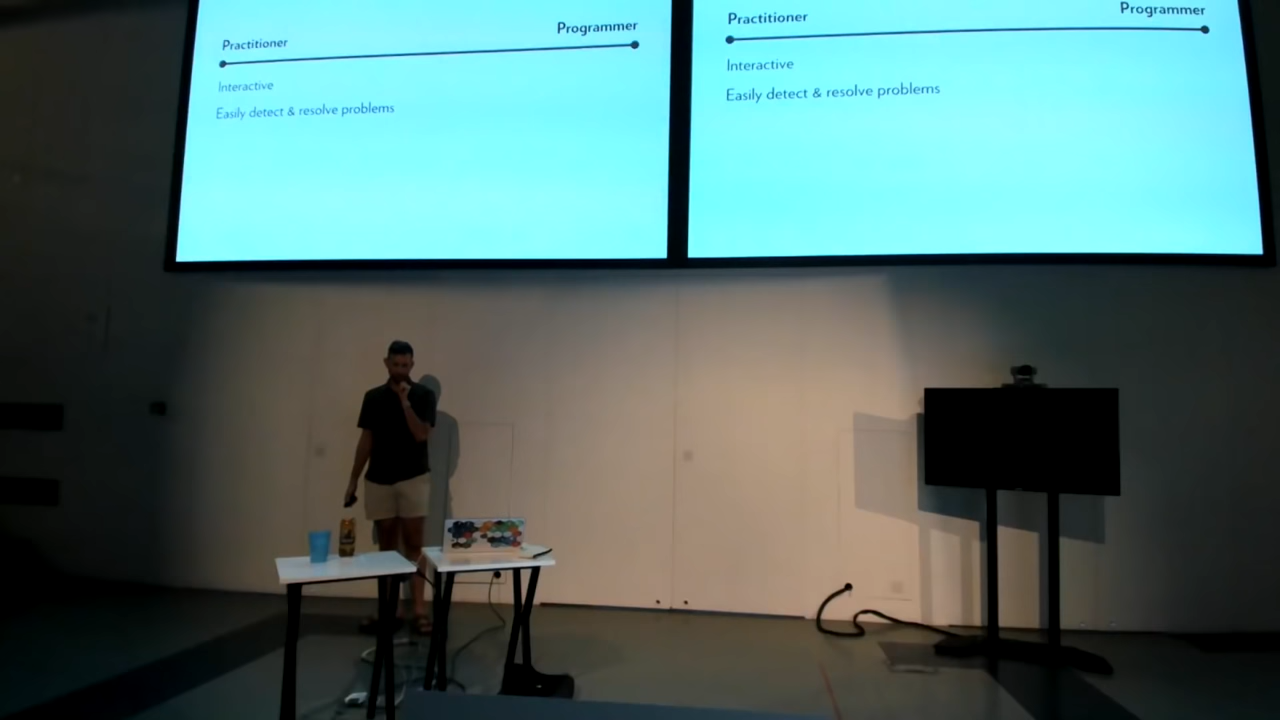 Practitioner
Programmer
Interactive
Easily detect & resolve problems
Practitioner
Programmer
Interactive
Easily detect & resolve problems